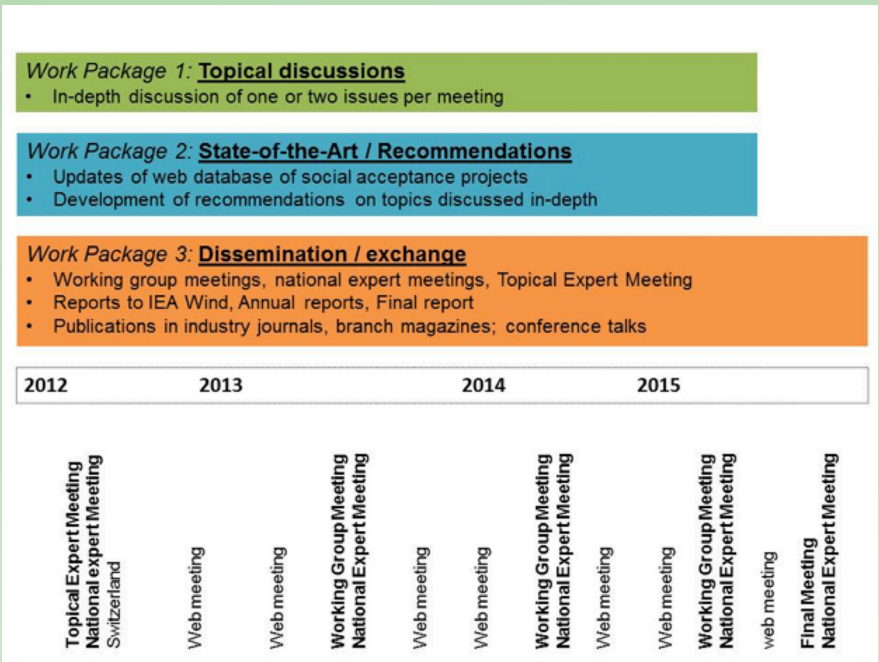 Work Package 1: Topical discussions
• In-depth discussion of one or two issues per meeting
Work Package 2: State-of-the-Art / Recommendations
• Updates of web database of social acceptance projects
• Development of recommendations on topics discussed in-depth
Work Package 3: Dissemination / exchange
• Working group meetings, national expert meetings, Topical Expert Meeting
• Reports to IEA Wind, Annual reports, Final report
• Publications in industry journals, branch magazines; conference talks
2012 2013 2014 2015
Topical Expert Meeting
National expert Meeting
Switzerland
Web meeting
Web meeting
Working Group Meeting
National Expert Meeting
Web meeting
Web meeting
Working Group Meeting
National Expert Meeting
Web meeting
Web meeting
Working Group Meeting
National Expert Meeting
web meeting
FInal Meeting
National Expert Meeting